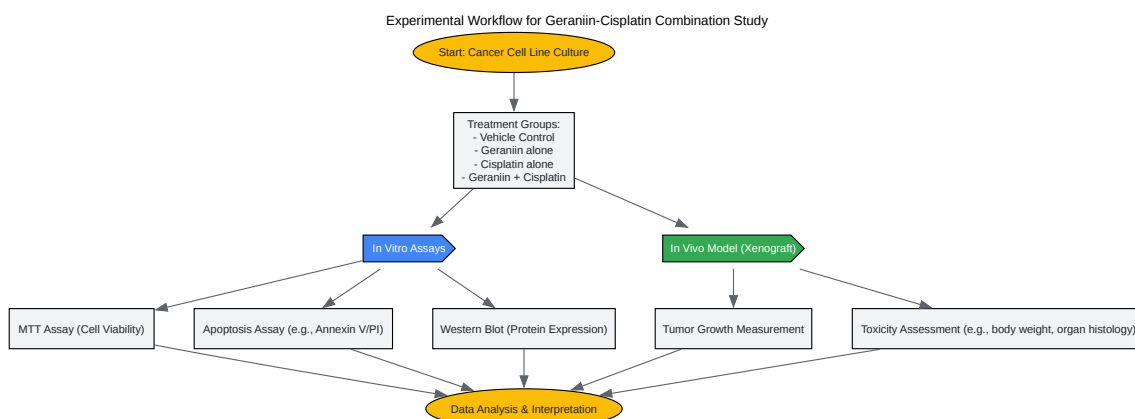 Experimental Workflow for Geraniin-Cisplatin Combination Study
Start: Cancer Cell Line Culture
Treatment Groups:
- Vehicle Control
- Geraniin alone
- Cisplatin alone
- Geraniin + Cisplatin
In Vitro Assays
In Vivo Model (Xenograft)
MTT Assay (Cell Viability)
Apoptosis Assay (e.g., Annexin V/PI)
Western Blot (Protein Expression)
Tumor Growth Measurement
Toxicity Assessment (e.g., body weight, organ histology)
Data Analysis & Interpretation